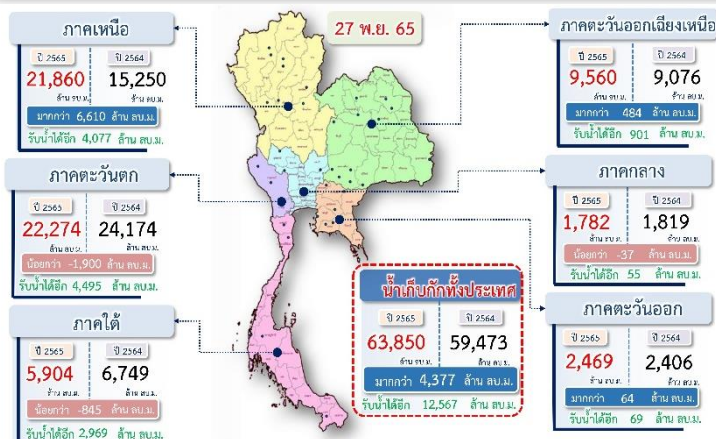 27 พ.ย. 65
ภาคเหนือ
ปี 2565 ปี 2564
21,860 15,250
ล้าน ลบ.ม. ล้าน ลบ.ม.
มากกว่า 6,610 ล้าน ลบ.ม.
รับน้ำได้อีก 4,077 ล้าน ลบ.ม.
ภาคตะวันตก
ปี 2565 ปี 2564
22,274 24,174
ล้าน ลบ.ม. ล้าน ลบ.ม.
น้อยกว่า -1,900 ล้าน ลบ.ม.
รับน้ำได้อีก 4,495 ล้าน ลบ.ม.
ภาคใต้
ปี 2565 ปี 2564
5,904 6,749
ล้าน ลบ.ม. ล้าน ลบ.ม.
น้อยกว่า -845 ล้าน ลบ.ม.
รับน้ำได้อีก 2,969 ล้าน ลบ.ม.
น้ำเก็บกักทั้งประเทศ
ปี 2565 ปี 2564
63,850 59,473
ล้าน ลบ.ม. ล้าน ลบ.ม.
มากกว่า 4,377 ล้าน ลบ.ม.
รับน้ำได้อีก 12,567 ล้าน ลบ.ม.
ภาคตะวันออกเฉียงเหนือ
ปี 2565 ปี 2564
9,560 9,076
ล้าน ลบ.ม. ล้าน ลบ.ม.
มากกว่า 484 ล้าน ลบ.ม.
รับน้ำได้อีก 901 ล้าน ลบ.ม.
ภาคกลาง
ปี 2565 ปี 2564
1,782 1,819
ล้าน ลบ.ม. ล้าน ลบ.ม.
น้อยกว่า -37 ล้าน ลบ.ม.
รับน้ำได้อีก 55 ล้าน ลบ.ม.
ภาคตะวันออก
ปี 2565 ปี 2564
2,469 2,406
ล้าน ลบ.ม. ล้าน ลบ.ม.
มากกว่า 64 ล้าน ลบ.ม.
รับน้ำได้อีก 69 ล้าน ลบ.ม.